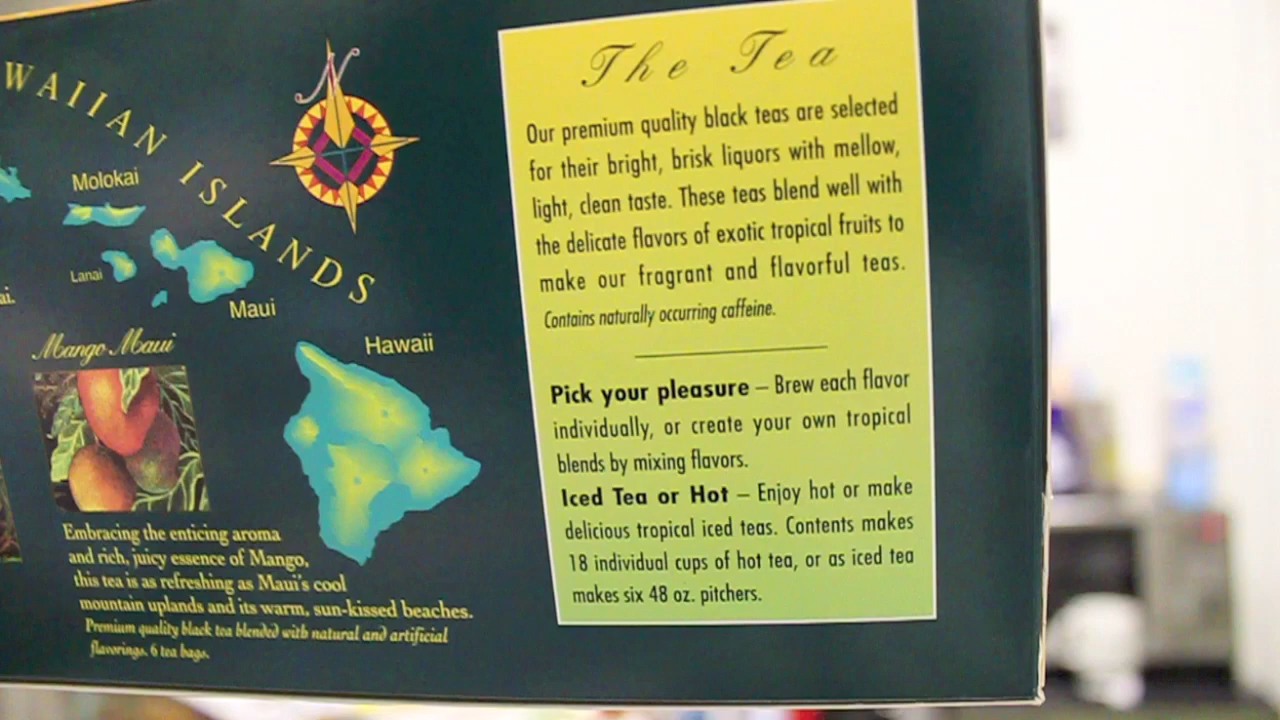 WAIIAN ISLANDS
N
Molokai
Lanai
Maui
ai.
Hawaii
Mango Maui
Embracing the enticing aroma
and rich, juicy essence of Mango,
this tea is as refreshing as Maui's cool
mountain uplands and its warm, sun-kissed beaches.
Premium quality black tea blended with natural and artificial
flavorings. 6 tea bags.
The Tea
Our premium quality black teas are selected
for their bright, brisk liquors with mellow,
light, clean taste. These teas blend well with
the delicate flavors of exotic tropical fruits to
make our fragrant and flavorful teas.
Contains naturally occurring caffeine.
Pick your pleasure – Brew each flavor
individually, or create your own tropical
blends by mixing flavors.
Iced Tea or Hot – Enjoy hot or make
delicious tropical iced teas. Contents makes
18 individual cups of hot tea, or as iced tea
makes six 48 oz. pitchers.